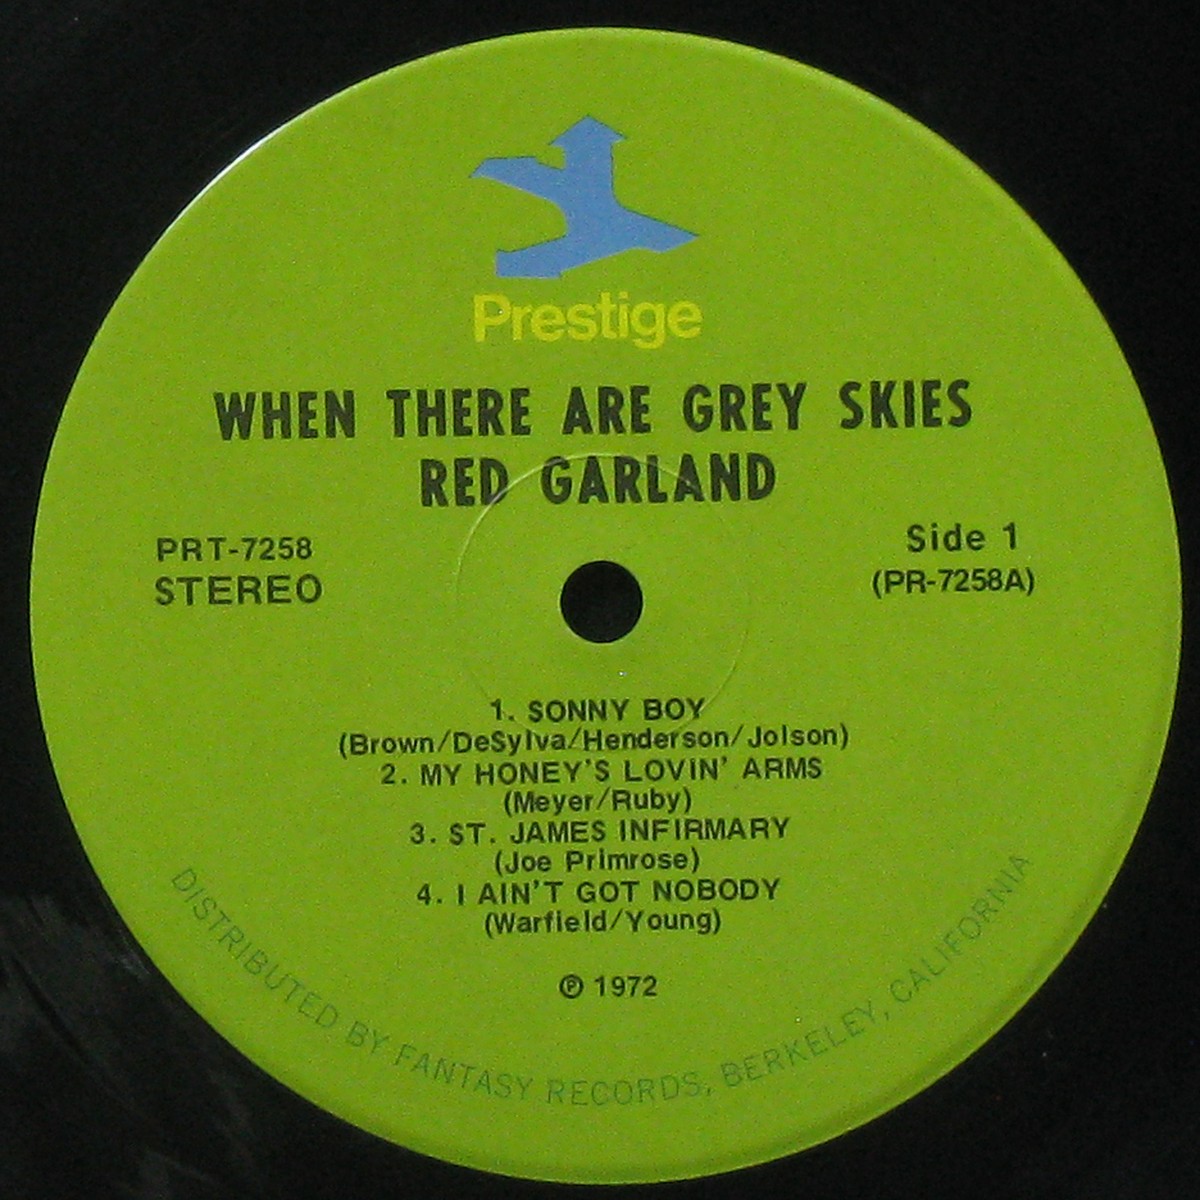 Prestige
WHEN THERE ARE GREY SKIES
RED GARLAND
PRT-7258
STEREO
Side 1
(PR-7258A)
1. SONNY BOY
(Brown/DeSylva/Henderson/Jolson)
2. MY HONEY'S LOVIN' ARMS
(Meyer/Ruby)
3. ST. JAMES INFIRMARY
(Joe Primrose)
4. I AIN'T GOT NOBODY
(Warfield/Young)
℗ 1972
DISTRIBUTED BY FANTASY RECORDS, BERKELEY, CALIFORNIA